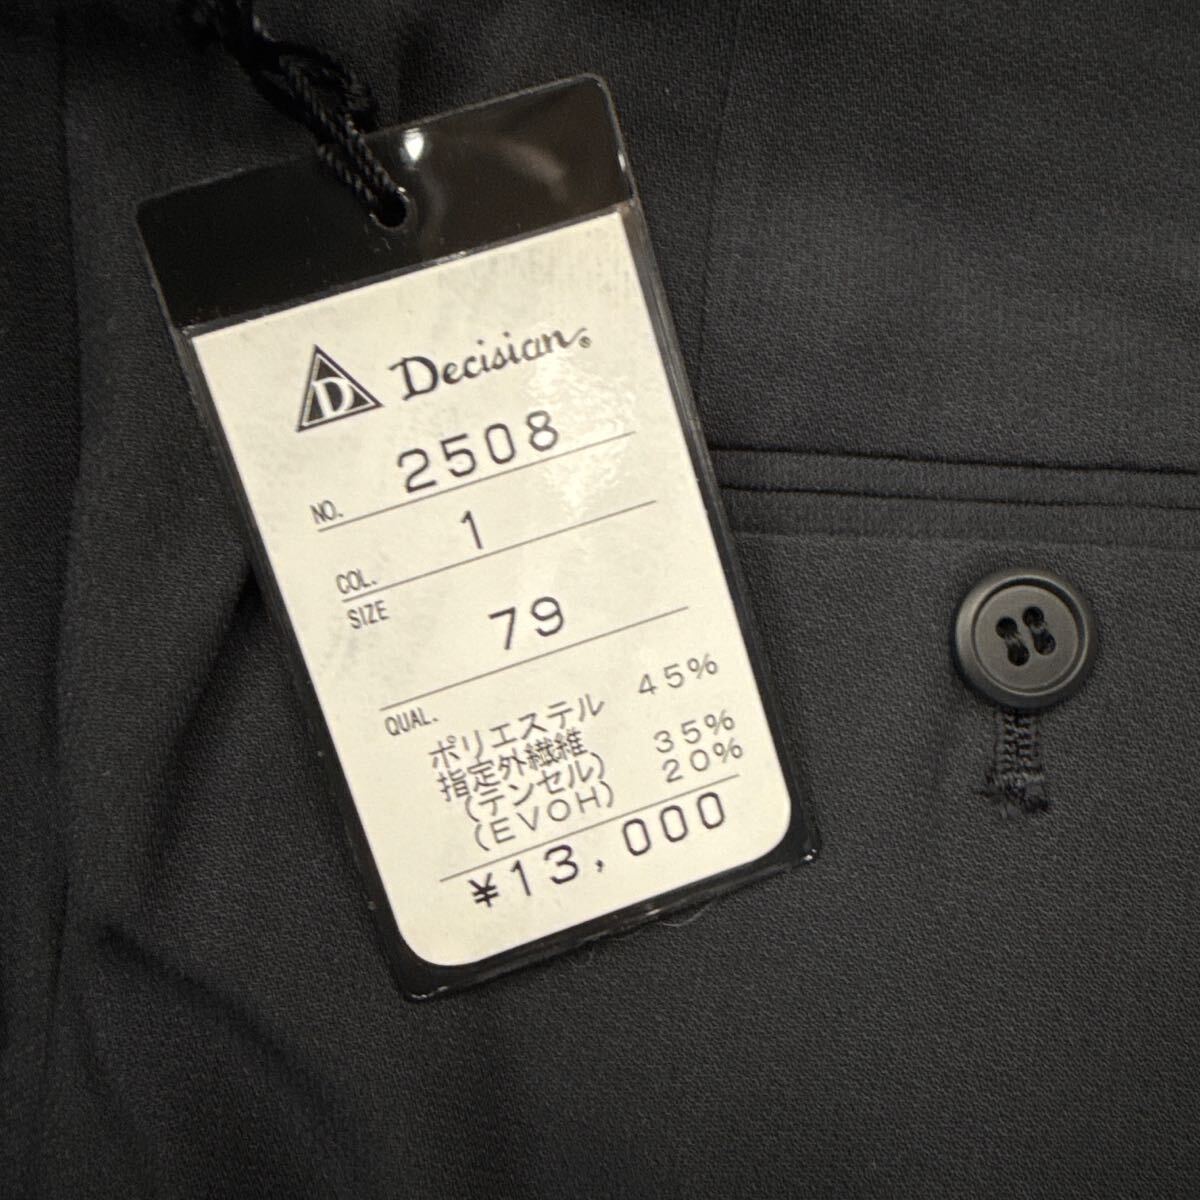 D Decisian®
NO. 2508
COL. 1
SIZE 79
QUAL.
ポリエステル 45%
指定外繊維
(テンセル) 35%
(EVOH) 20%
¥13,000